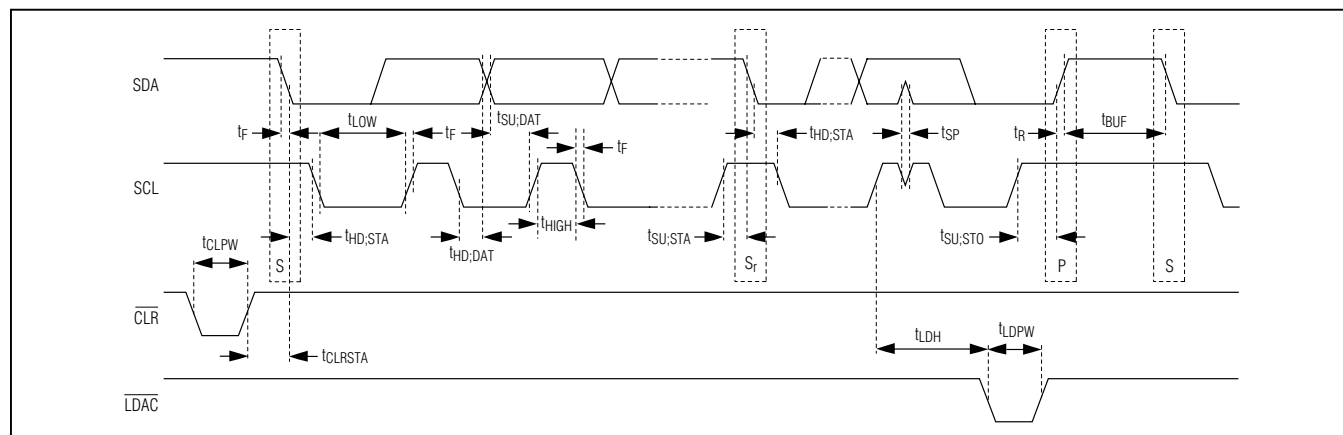 SDA
tF
tLOW
tF
tSU;DAT
tF
tHD;STA
tSP
tR
tBUF
SCL
tHD;STA
tHD;DAT
tHIGH
tSU;STA
tSU;STO
tCLPW
S
Sr
P
S
CLR
tCLRSTA
tLDH
tLDPW
LDAC